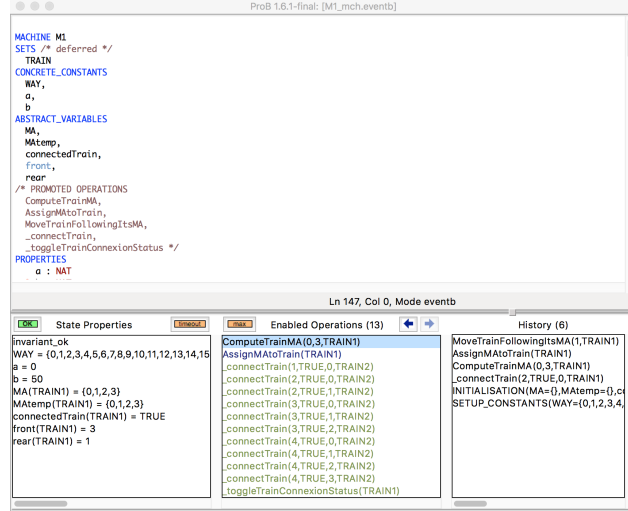 ProB 1.6.1-final: [M1_mch.eventb]
MACHINE M1
SETS /* deferred */
TRAIN
CONCRETE_CONSTANTS
WAY,
a,
b
ABSTRACT_VARIABLES
MA,
MAtemp,
connectedTrain,
front,
rear
/* PROMOTED OPERATIONS
ComputeTrainMA,
AssignMAtoTrain,
MoveTrainFollowingItsMA,
_connectTrain,
_toggleTrainConnexionStatus */
PROPERTIES
a : NAT
Ln 147, Col 0, Mode eventb
OK State Properties timeout
invariant_ok
WAY = {0,1,2,3,4,5,6,7,8,9,10,11,12,13,14,15
a = 0
b = 50
MA(TRAIN1) = {0,1,2,3}
MAtemp(TRAIN1) = {0,1,2,3}
connectedTrain(TRAIN1) = TRUE
front(TRAIN1) = 3
rear(TRAIN1) = 1
max Enabled Operations (13)
ComputeTrainMA(0,3,TRAIN1)
AssignMAtoTrain(TRAIN1)
_connectTrain(1,TRUE,0,TRAIN2)
_connectTrain(2,TRUE,0,TRAIN2)
_connectTrain(2,TRUE,1,TRAIN2)
_connectTrain(3,TRUE,0,TRAIN2)
_connectTrain(3,TRUE,1,TRAIN2)
_connectTrain(3,TRUE,2,TRAIN2)
_connectTrain(4,TRUE,0,TRAIN2)
_connectTrain(4,TRUE,1,TRAIN2)
_connectTrain(4,TRUE,2,TRAIN2)
_connectTrain(4,TRUE,3,TRAIN2)
_toggleTrainConnexionStatus(TRAIN1)
History (6)
MoveTrainFollowingItsMA(1,TRAIN1)
AssignMAtoTrain(TRAIN1)
ComputeTrainMA(0,3,TRAIN1)
_connectTrain(2,TRUE,0,TRAIN1)
INITIALISATION(MA={},MAtemp={},c
SETUP_CONSTANTS(WAY={0,1,2,3,4,